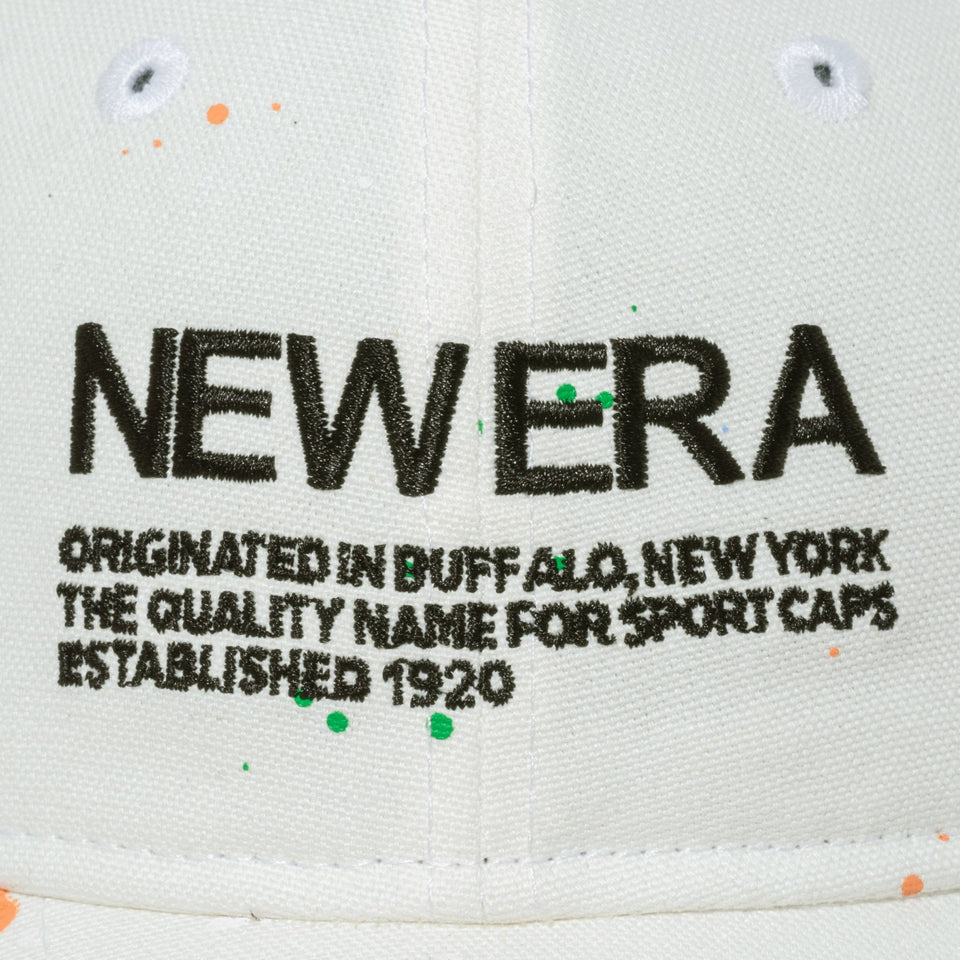 NEW ERA
ORIGINATED IN BUFFALO, NEW YORK
THE QUALITY NAME FOR SPORT CAPS
ESTABLISHED 1920